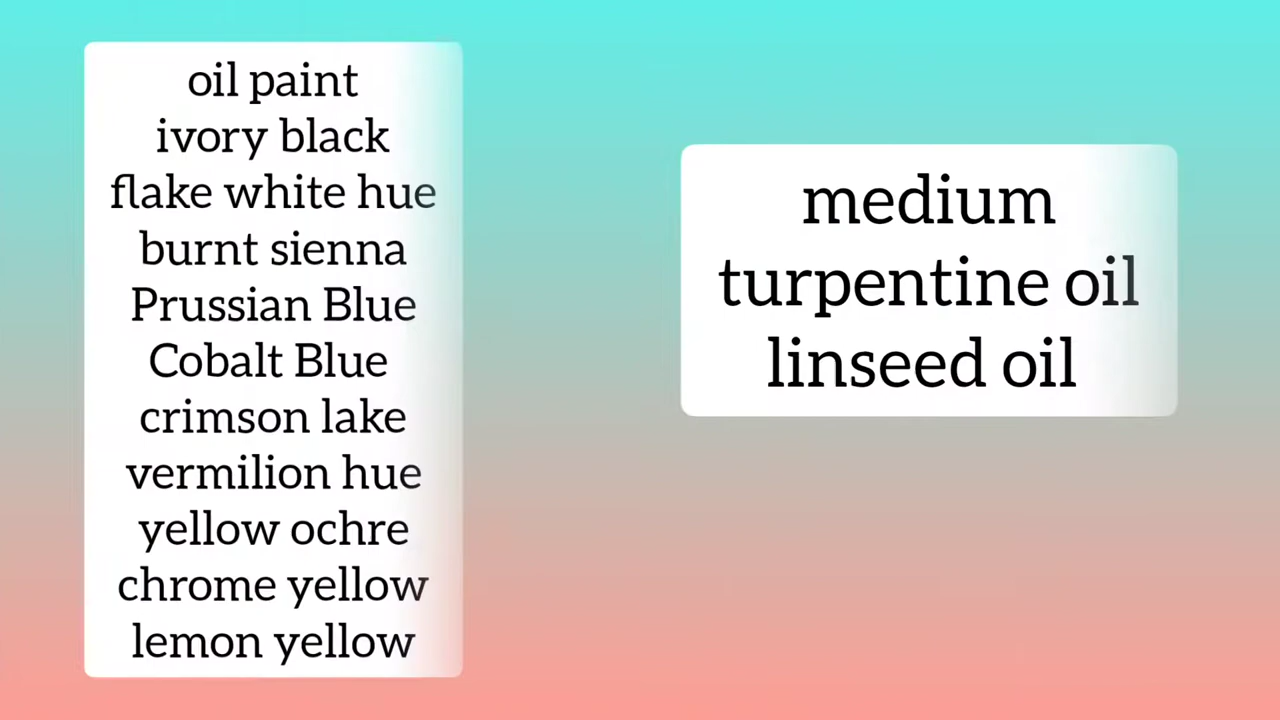 oil paint
ivory black
flake white hue
burnt sienna
Prussian Blue
Cobalt Blue
crimson lake
vermilion hue
yellow ochre
chrome yellow
lemon yellow
medium
turpentine oil
linseed oil